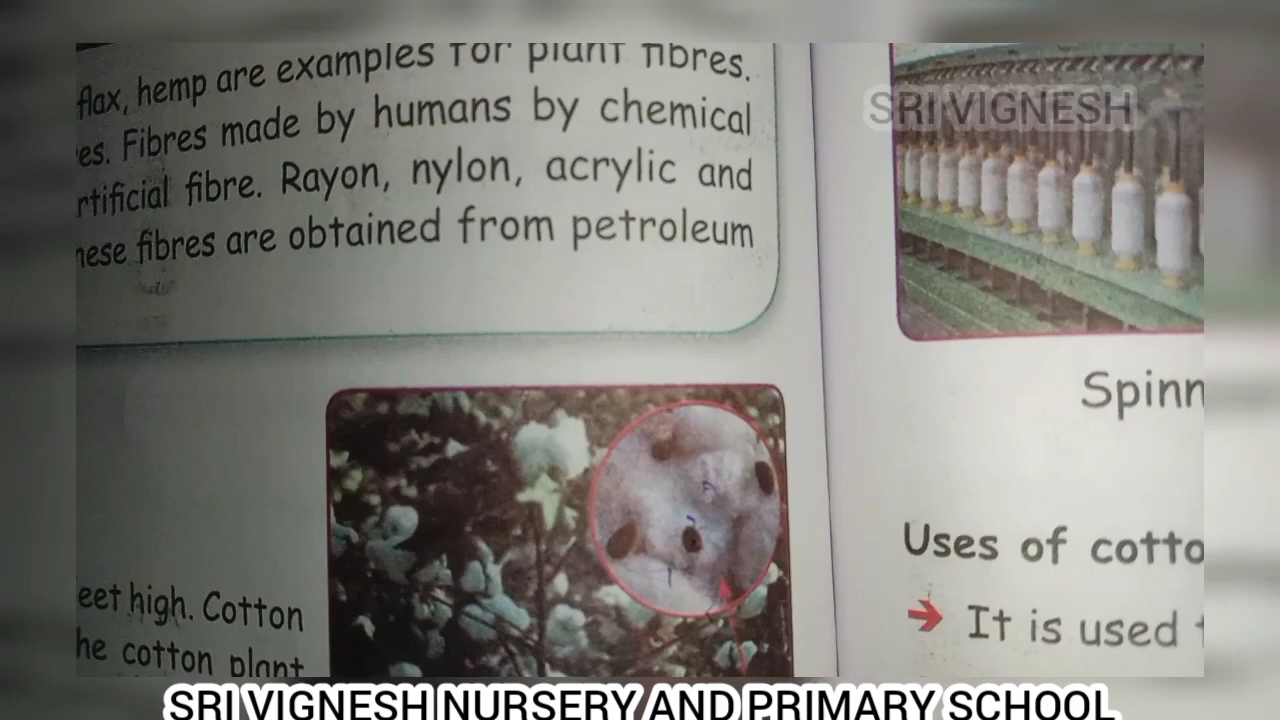 flax, hemp are examples for plant fibres.
es. Fibres made by humans by chemical
rtificial fibre. Rayon, nylon, acrylic and
nese fibres are obtained from petroleum
eet high. Cotton
he cotton plant
SRI VIGNESH
Spinn
Uses of cotto
→ It is used t
SRI VIGNESH NURSERY AND PRIMARY SCHOOL